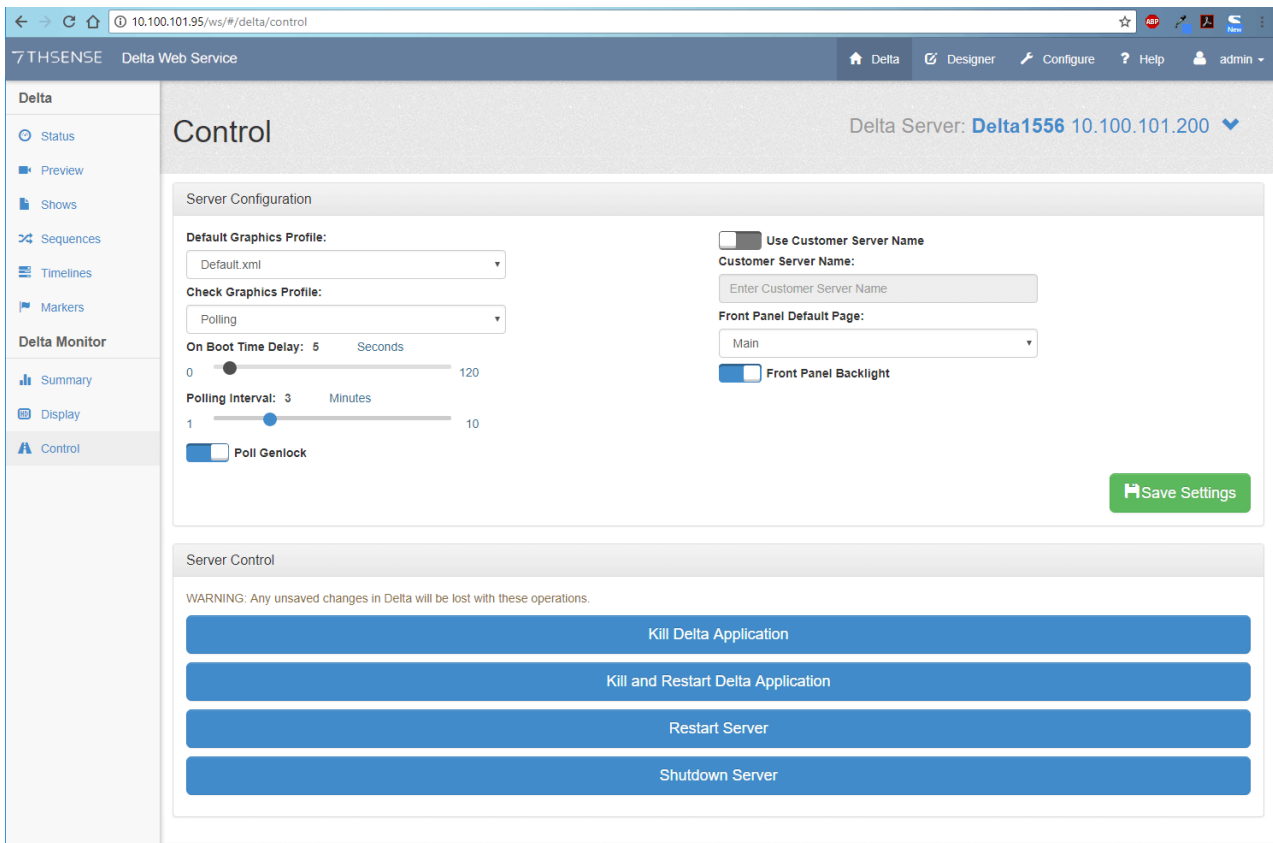 10.100.101.95/ws/#/delta/control
ABP
New
7THSENSE Delta Web Service
Delta Designer Configure ? Help admin
Delta
Status
Preview
Shows
Sequences
Timelines
Markers
Delta Monitor
Summary
HD Display
Control
Control
Delta Server: Delta1556 10.100.101.200
Server Configuration
Default Graphics Profile:
Default.xml
Check Graphics Profile:
Polling
On Boot Time Delay: 5 Seconds
0 120
Polling Interval: 3 Minutes
1 10
Poll Genlock
Use Customer Server Name
Customer Server Name:
Enter Customer Server Name
Front Panel Default Page:
Main
Front Panel Backlight
Save Settings
Server Control
WARNING: Any unsaved changes in Delta will be lost with these operations.
Kill Delta Application
Kill and Restart Delta Application
Restart Server
Shutdown Server